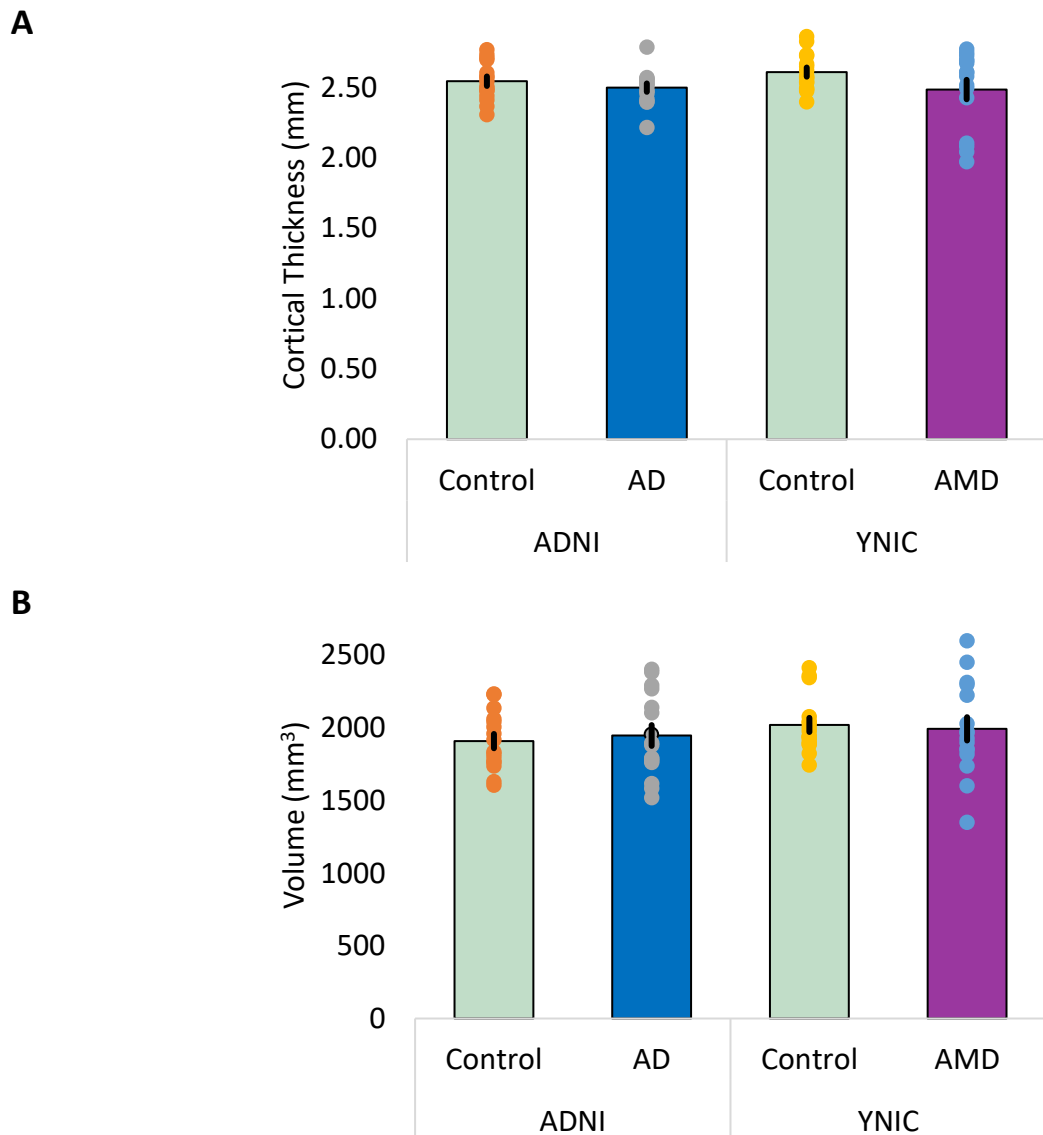 A
Cortical Thickness (mm)
2.50
2.00
1.50
1.00
0.50
0.00
Control AD Control AMD
ADNI YNIC
B
Volume (mm³)
2500
2000
1500
1000
500
0
Control AD Control AMD
ADNI YNIC